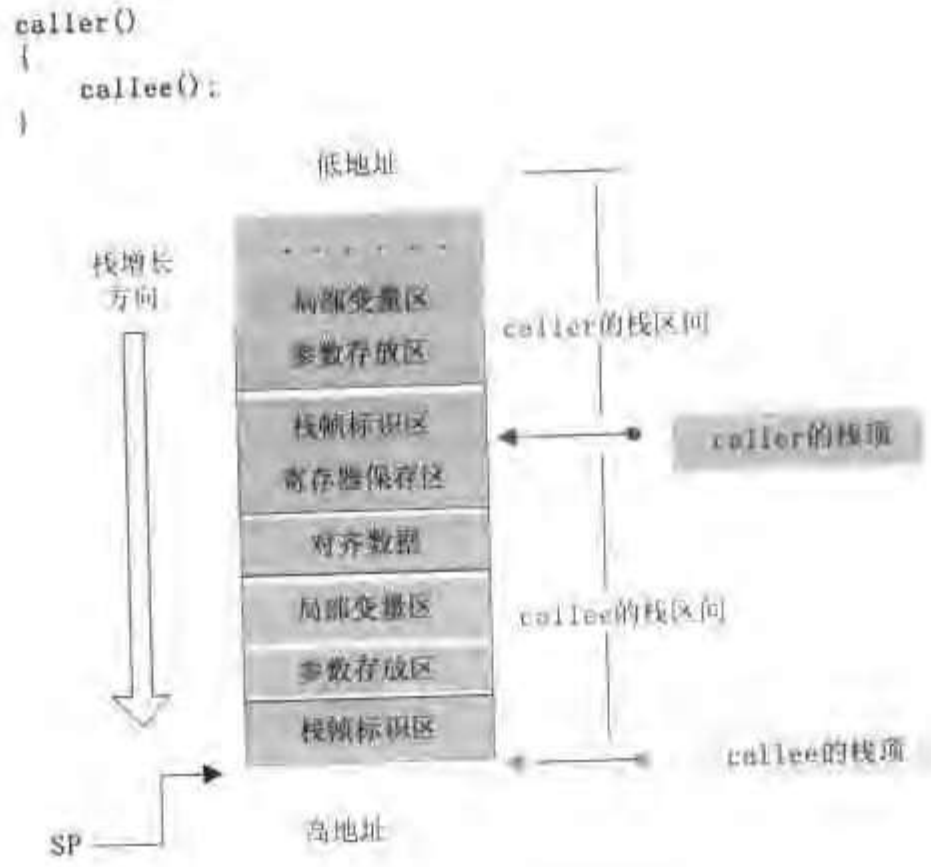 caller()
{
callee();
}
低地址
栈增长
方向
. . . . . .
局部变量区
参数存放区
caller的栈区间
栈帧标识区
caller的栈顶
寄存器保存区
对齐数据
局部变量区
callee的栈区间
参数存放区
栈帧标识区
callee的栈顶
SP
高地址